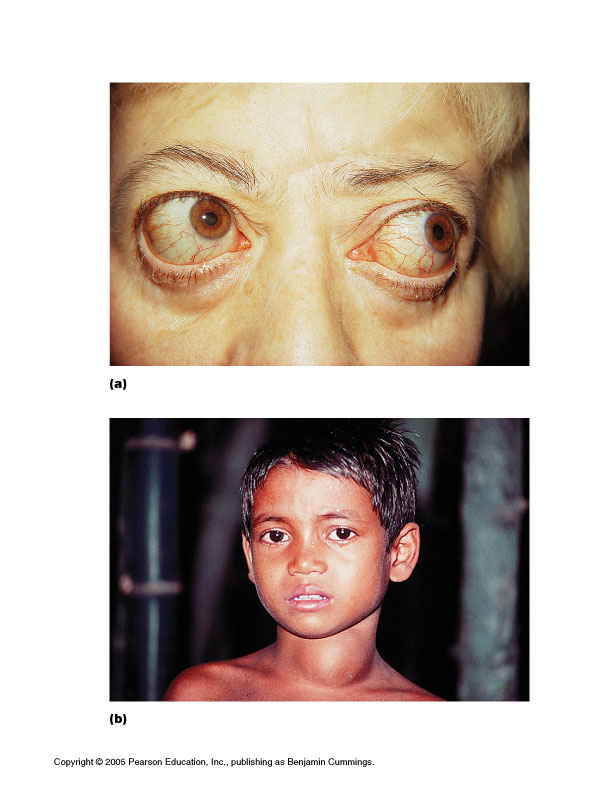 (a)
(b)
Copyright © 2005 Pearson Education, Inc., publishing as Benjamin Cummings.